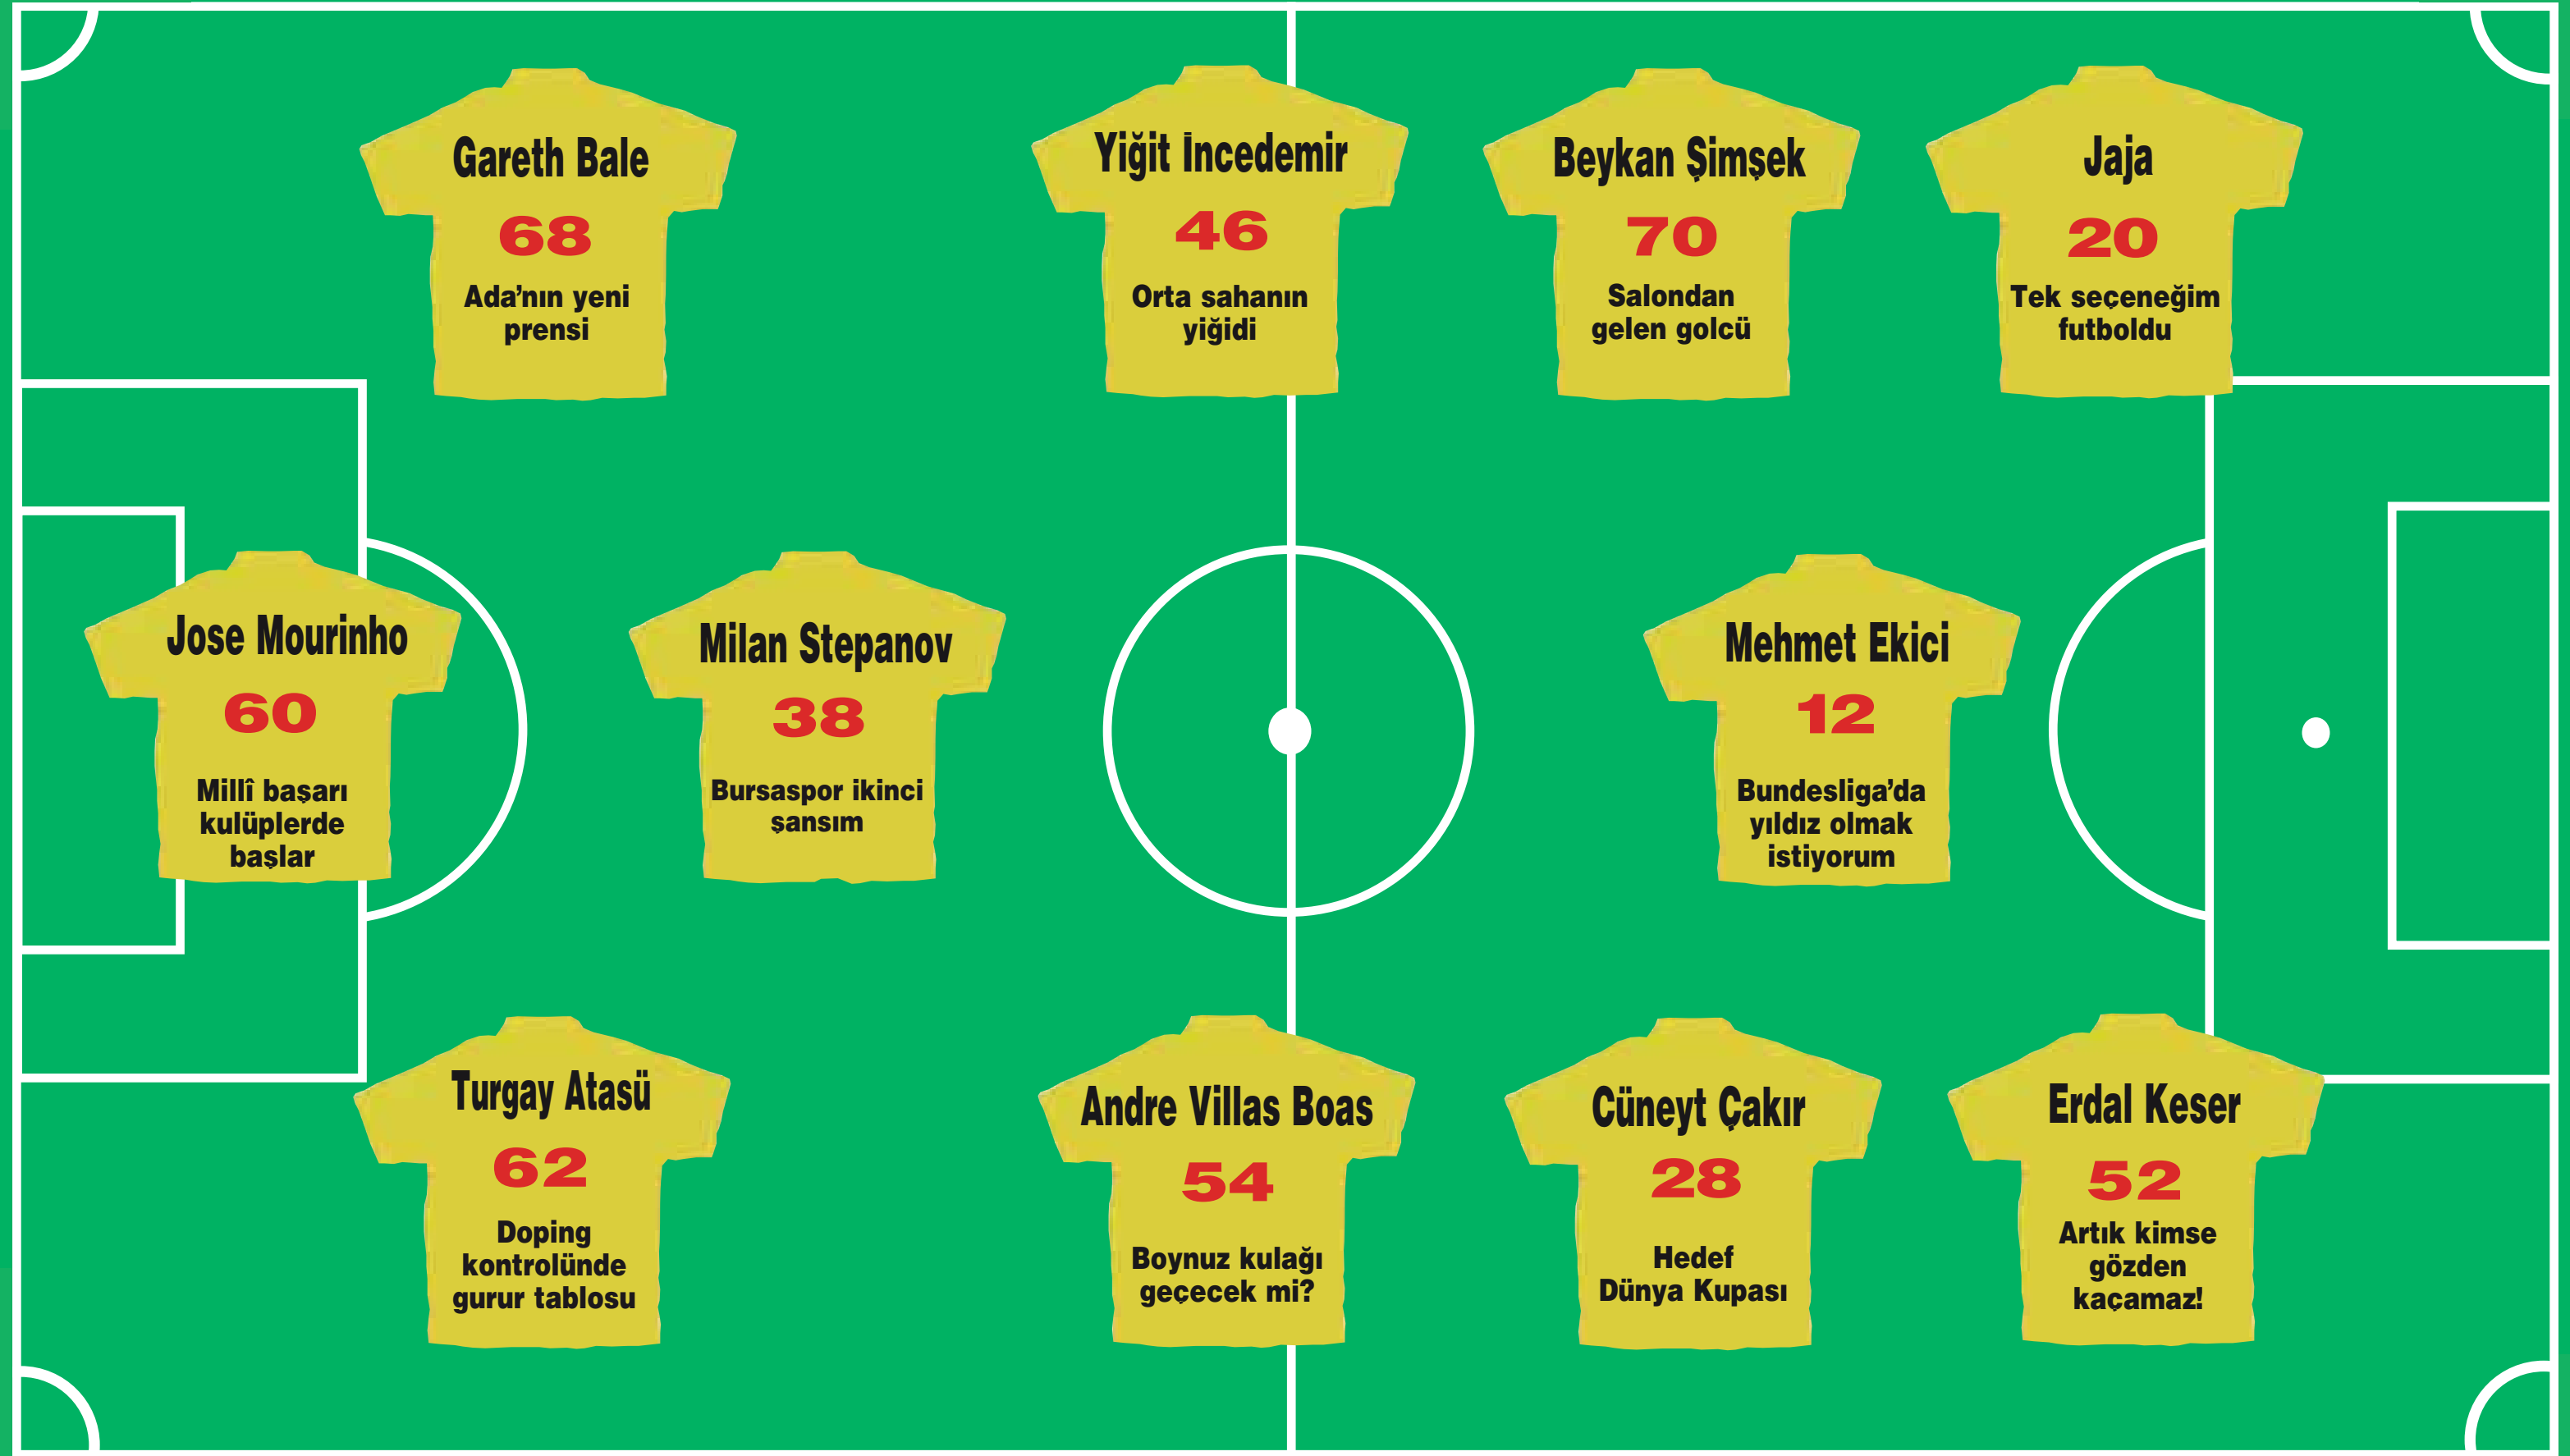 Gareth Bale
68
Ada’nın yeni
prensi
Yiğit İncedemir
46
Orta sahanın
yiğidi
Beykan Şimşek
70
Salondan
gelen golcü
Jaja
20
Tek seçeneğim
futboldu
Jose Mourinho
60
Millî başarı
kulüplerde
başlar
Milan Stepanov
38
Bursaspor ikinci
şansım
Mehmet Ekici
12
Bundesliga’da
yıldız olmak
istiyorum
Turgay Atasü
62
Doping
kontrolünde
gurur tablosu
Andre Villas Boas
54
Boynuz kulağı
geçecek mi?
Cüneyt Çakır
28
Hedef
Dünya Kupası
Erdal Keser
52
Artık kimse
gözden
kaçamaz!